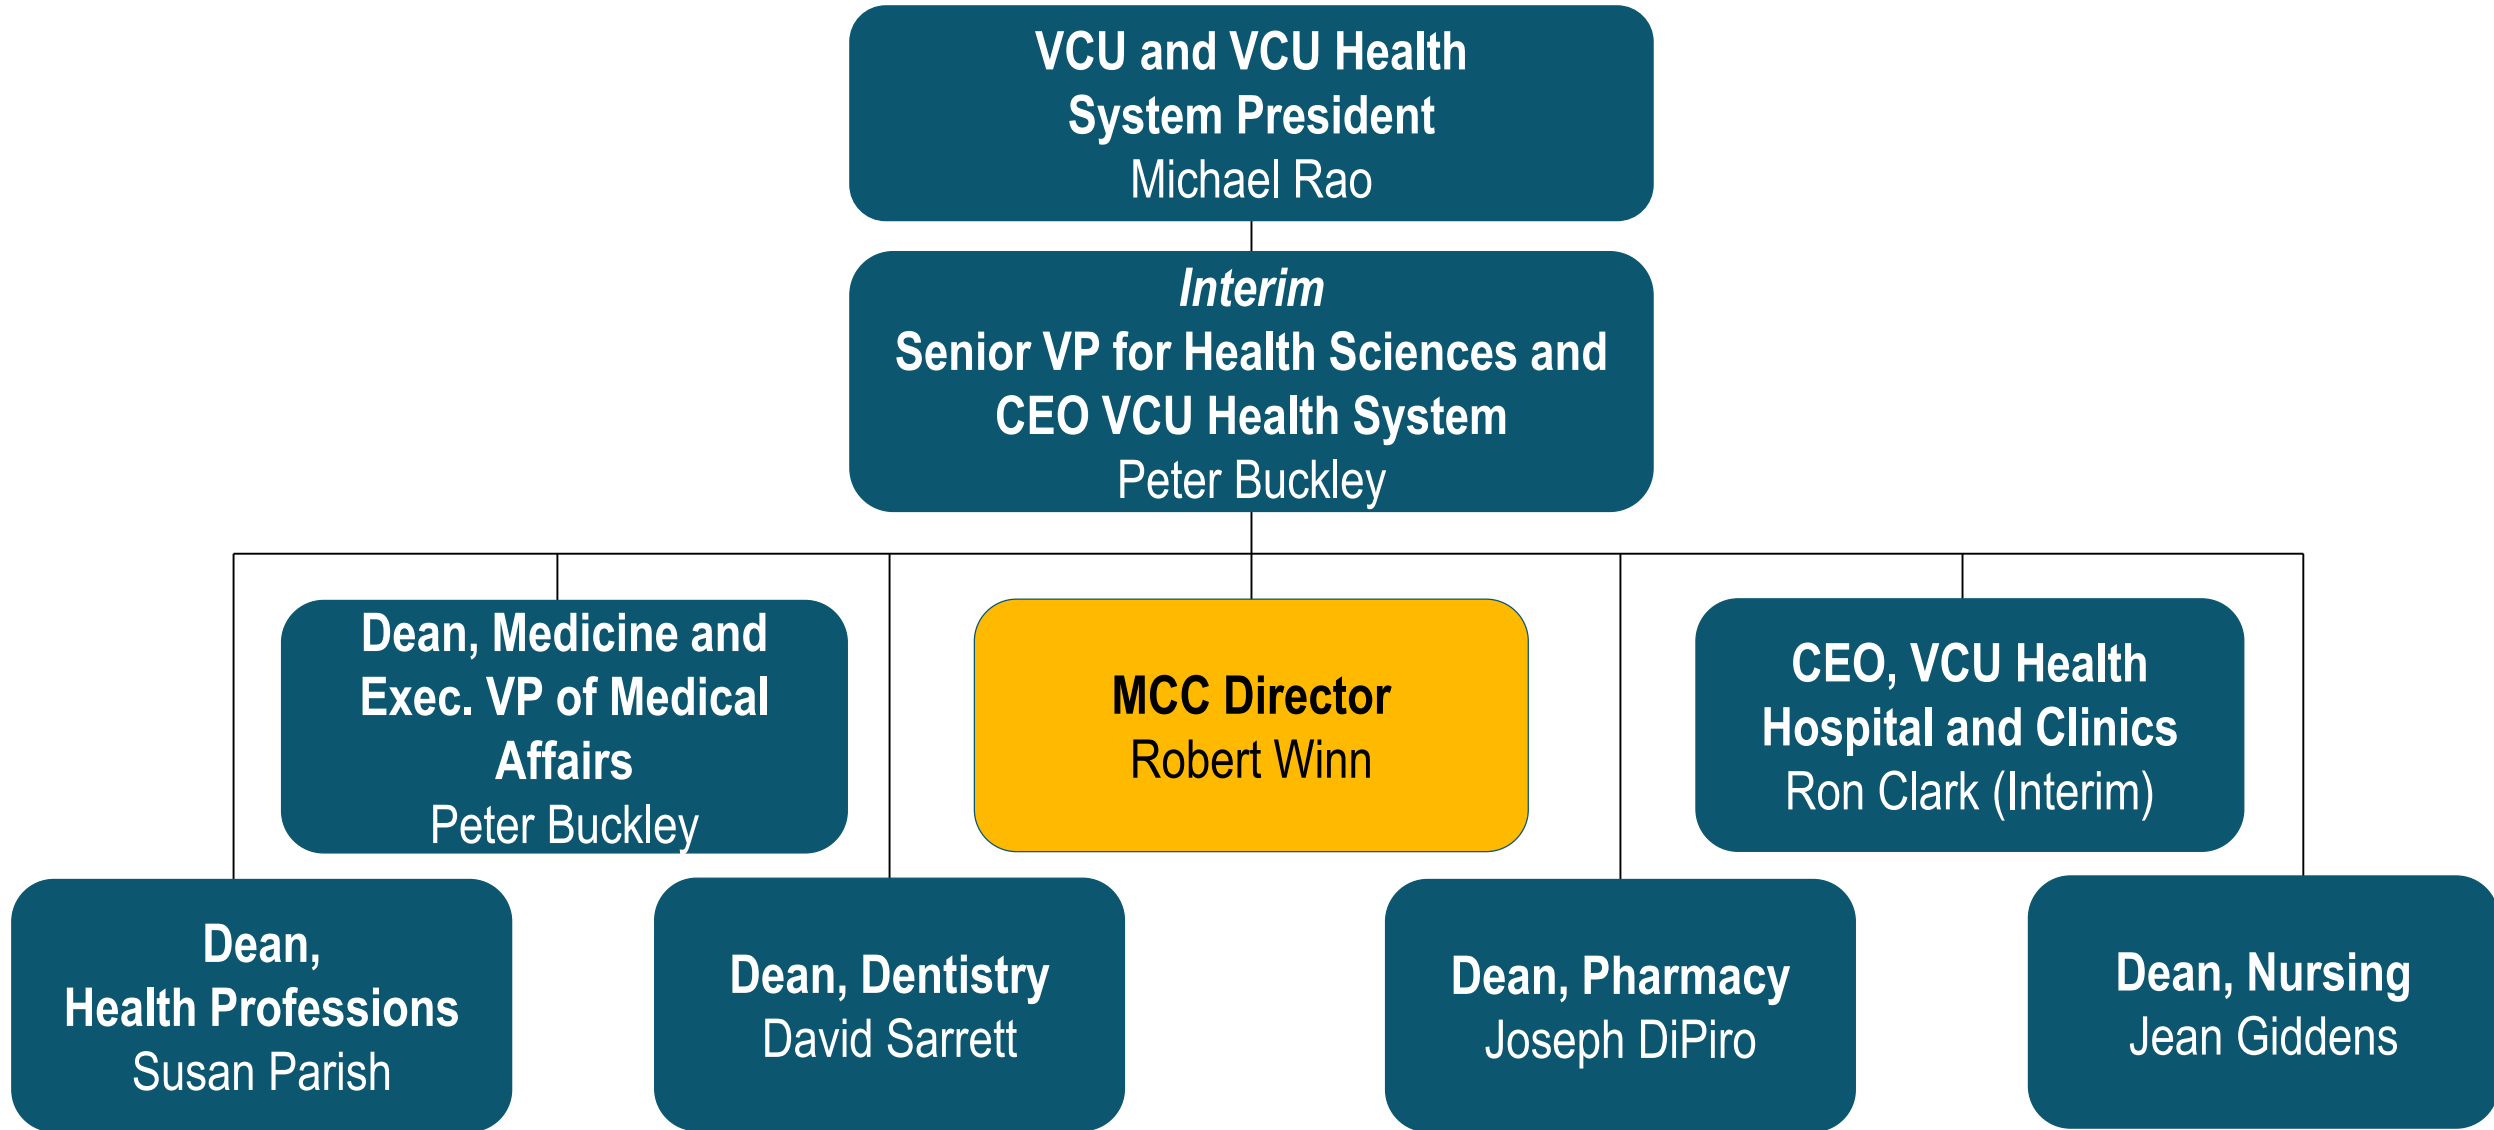 VCU and VCU Health
System President
Michael Rao
Interim
Senior VP for Health Sciences and
CEO VCU Health System
Peter Buckley
Dean, Medicine and
Exec. VP of Medical
Affairs
Peter Buckley
MCC Director
Robert Winn
CEO, VCU Health
Hospital and Clinics
Ron Clark (Interim)
Dean,
Health Professions
Susan Parish
Dean, Dentistry
David Sarrett
Dean, Pharmacy
Joseph DiPiro
Dean, Nursing
Jean Giddens